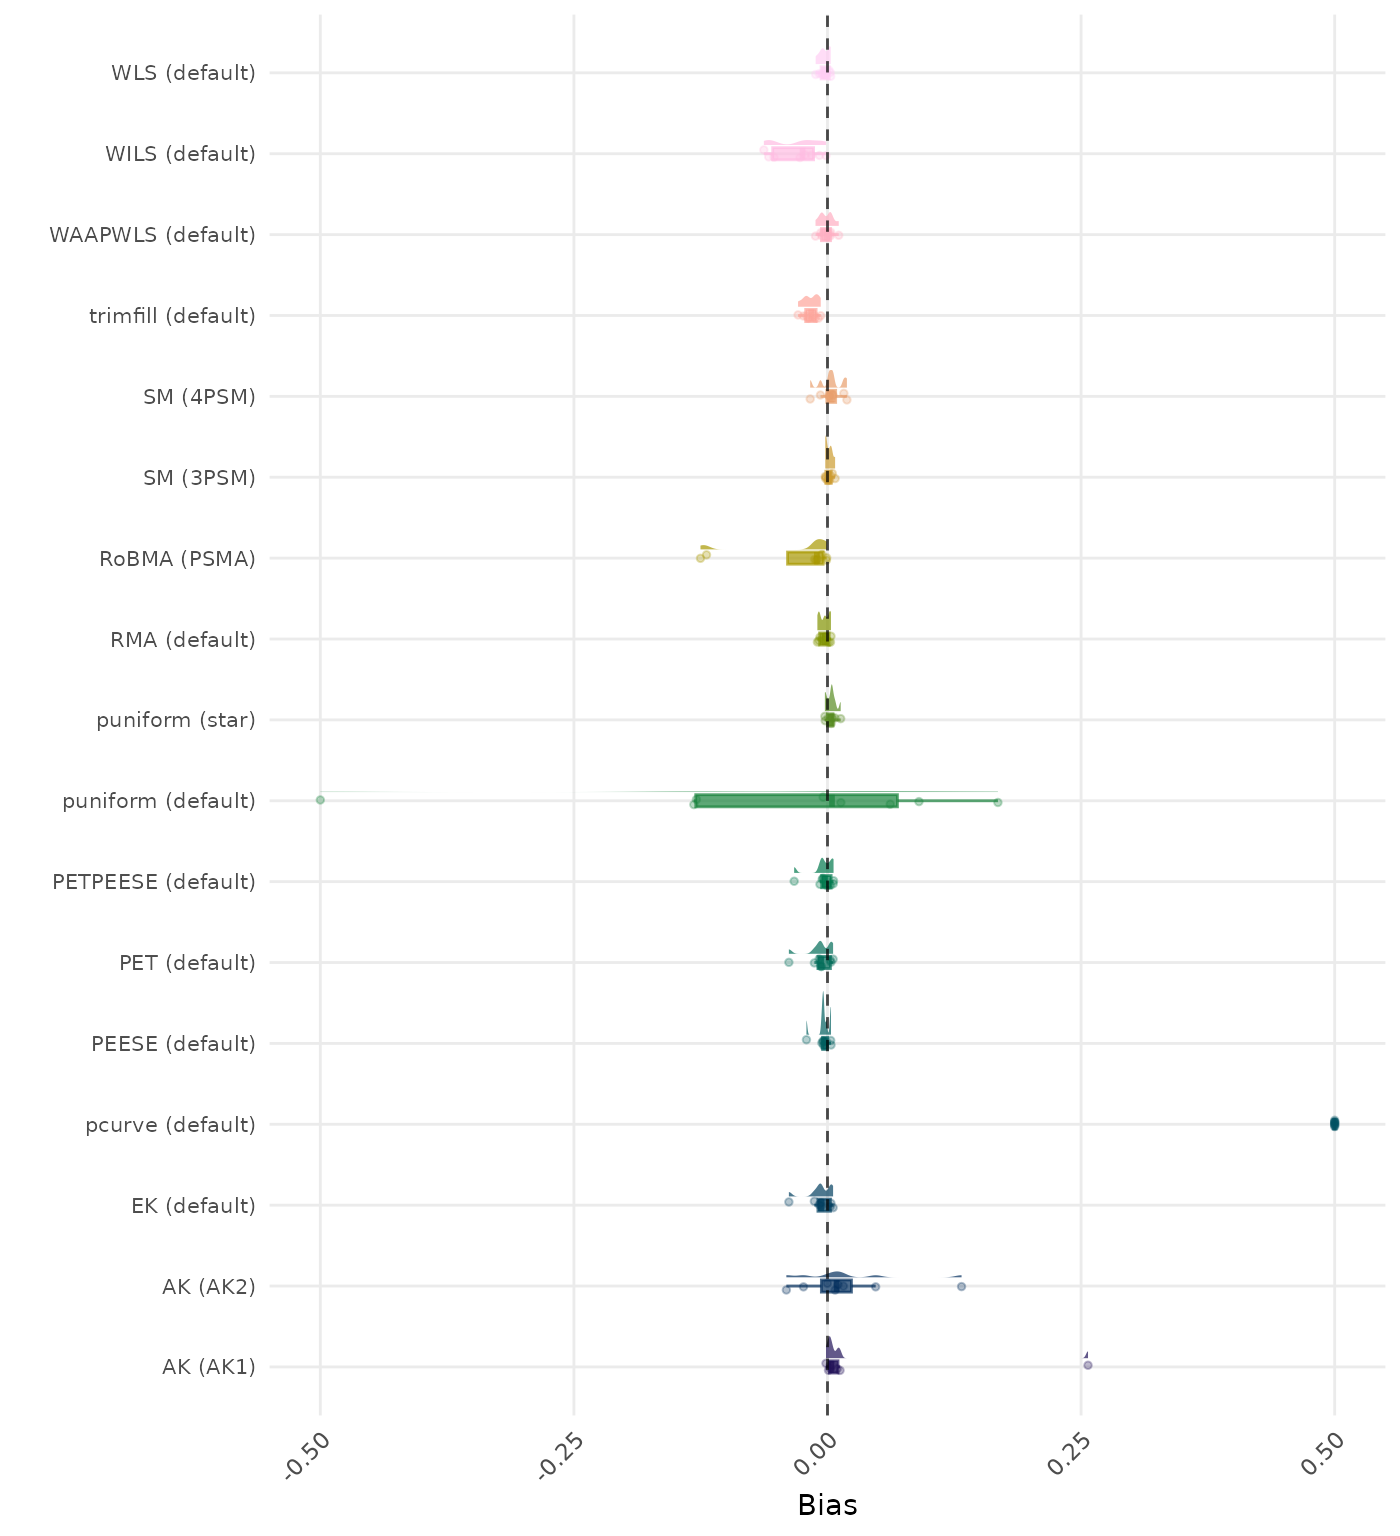 WLS (default)
WILS (default)
WAAPWLS (default)
trimfill (default)
SM (4PSM)
SM (3PSM)
RoBMA (PSMA)
RMA (default)
puniform (star)
puniform (default)
PETPEESE (default)
PET (default)
PEESE (default)
pcurve (default)
EK (default)
AK (AK2)
AK (AK1)
-0.50 -0.25 0.00 0.25 0.50
Bias